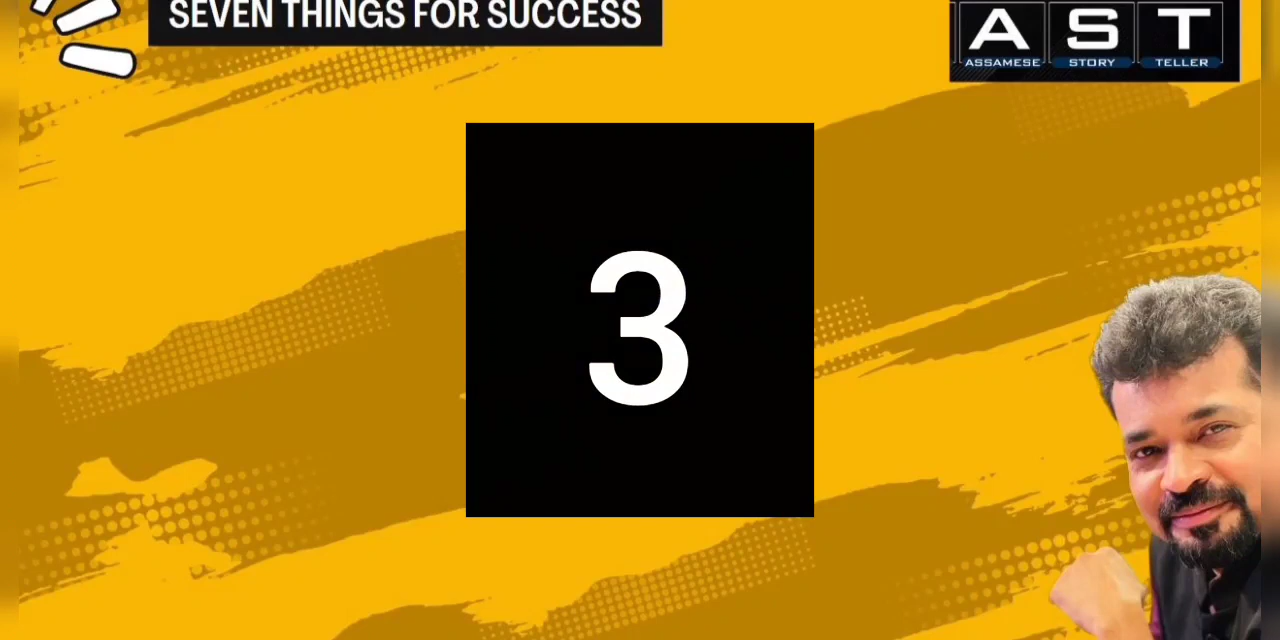 SEVEN THINGS FOR SUCCESS
A S T
ASSAMESE STORY TELLER
3